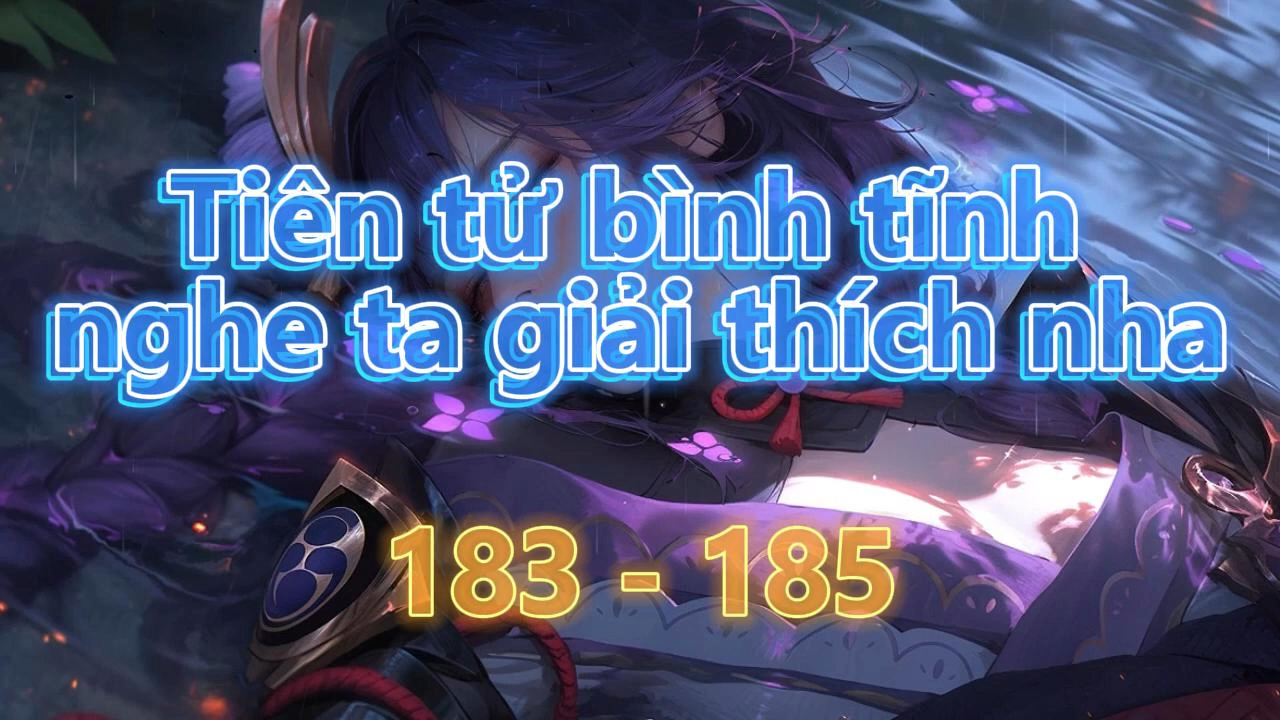 Tiên tử bình tĩnh
nghe ta giải thích nha
183 - 185